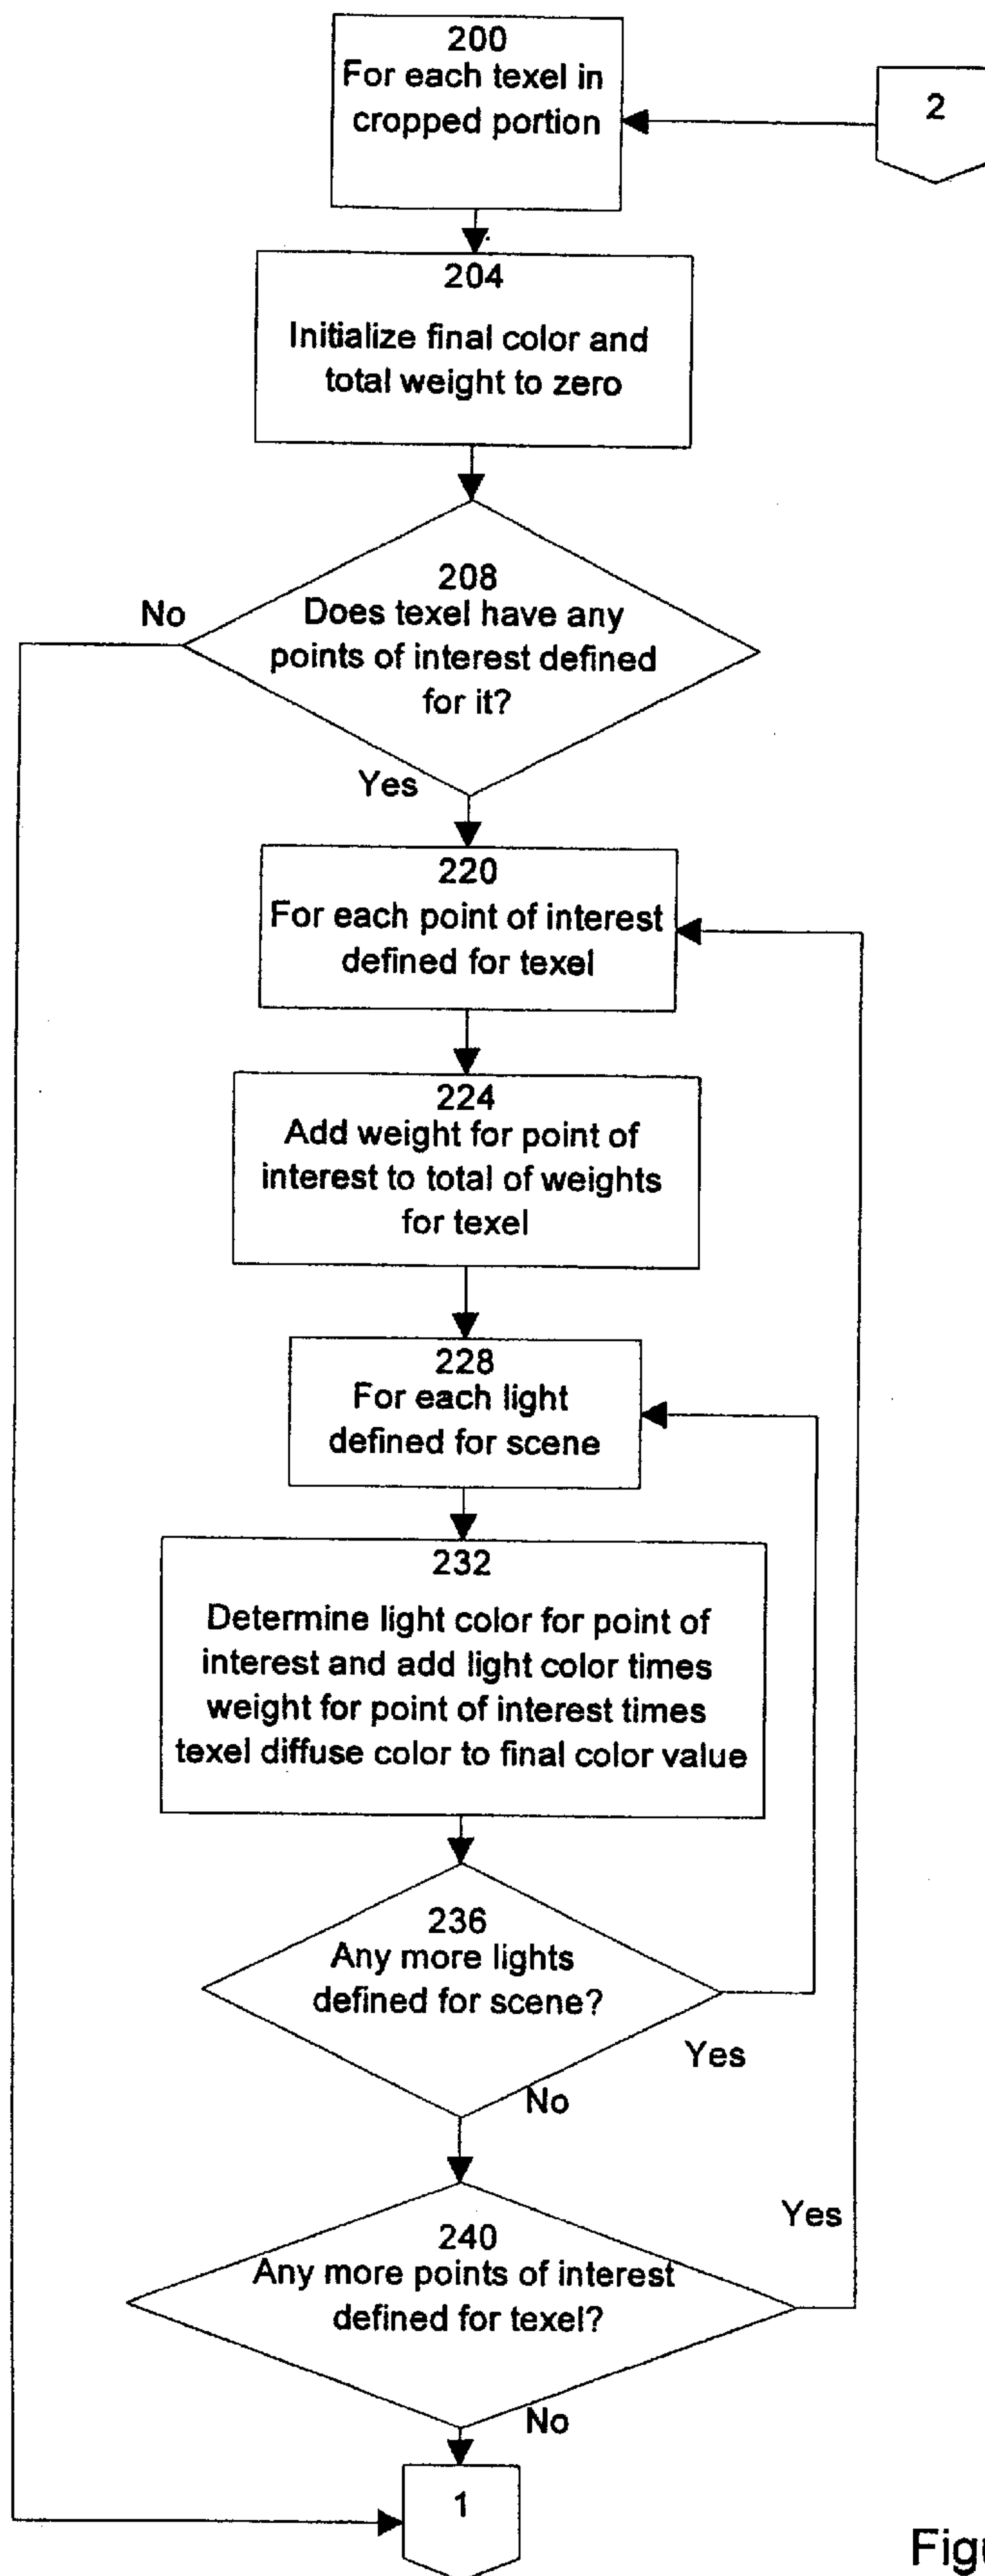 200
For each texel in
cropped portion
2
204
Initialize final color and
total weight to zero
208
Does texel have any
points of interest defined
for it?
No
Yes
220
For each point of interest
defined for texel
224
Add weight for point of
interest to total of weights
for texel
228
For each light
defined for scene
232
Determine light color for point of
interest and add light color times
weight for point of interest times
texel diffuse color to final color value
236
Any more lights
defined for scene?
Yes
No
Yes
240
Any more points of interest
defined for texel?
No
1